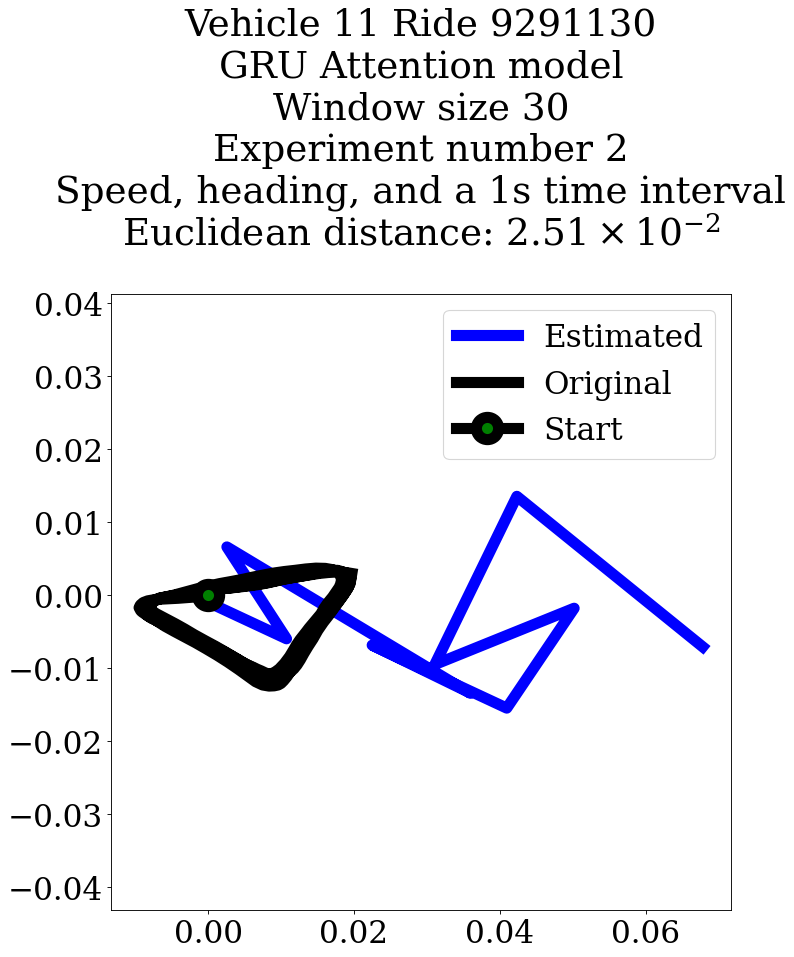 Vehicle 11 Ride 9291130
GRU Attention model
Window size 30
Experiment number 2
Speed, heading, and a 1s time interval
Euclidean distance: 2.51 × 10⁻²
Estimated
Original
Start
0.04
0.03
0.02
0.01
0.00
−0.01
−0.02
−0.03
−0.04
0.00 0.02 0.04 0.06